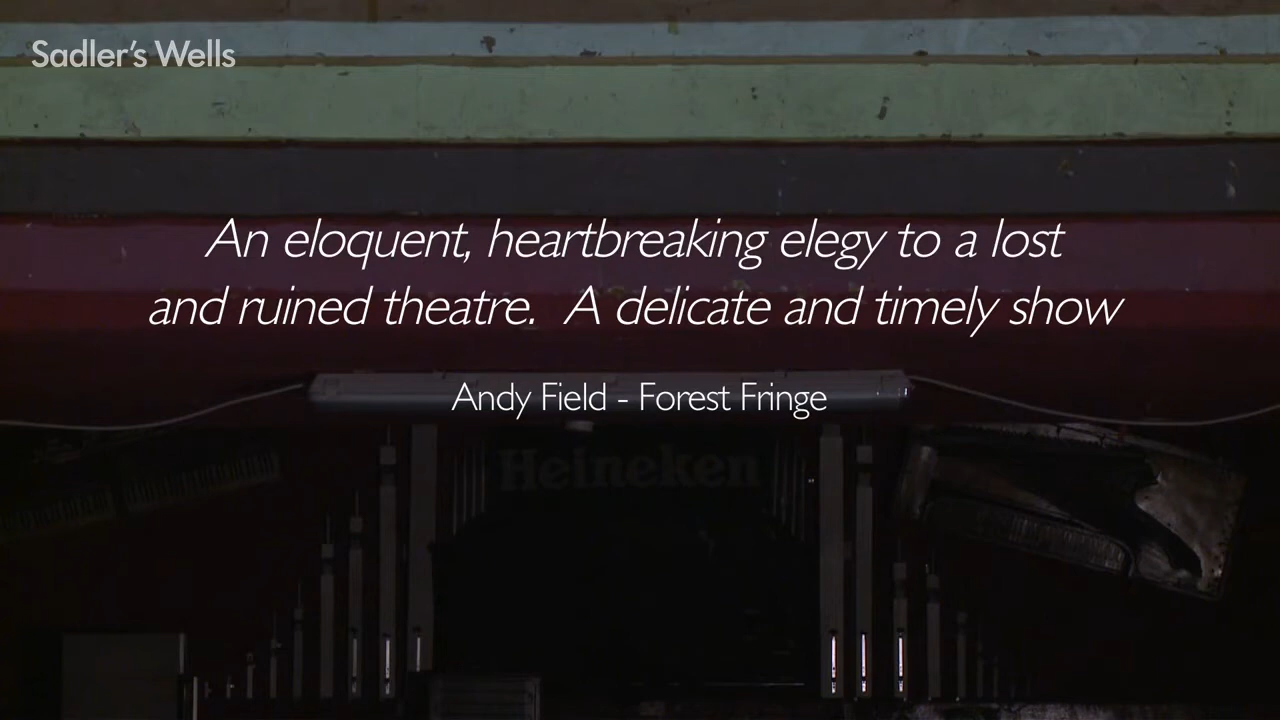 Sadler's Wells
An eloquent, heartbreaking elegy to a lost
and ruined theatre.  A delicate and timely show
Andy Field - Forest Fringe
Heineken